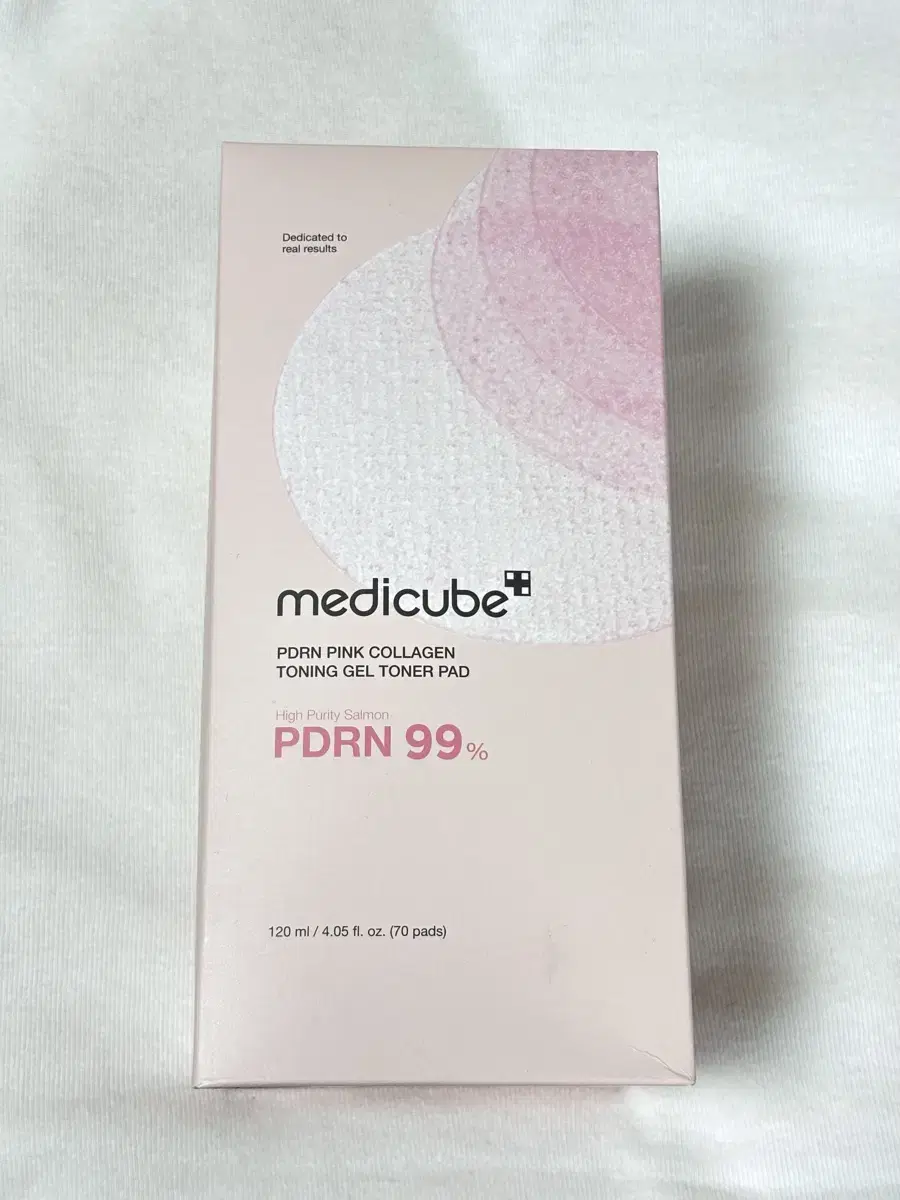 Dedicated to
real results
medicube
PDRN PINK COLLAGEN
TONING GEL TONER PAD
High Purity Salmon
PDRN 99%
120 ml / 4.05 fl. oz. (70 pads)